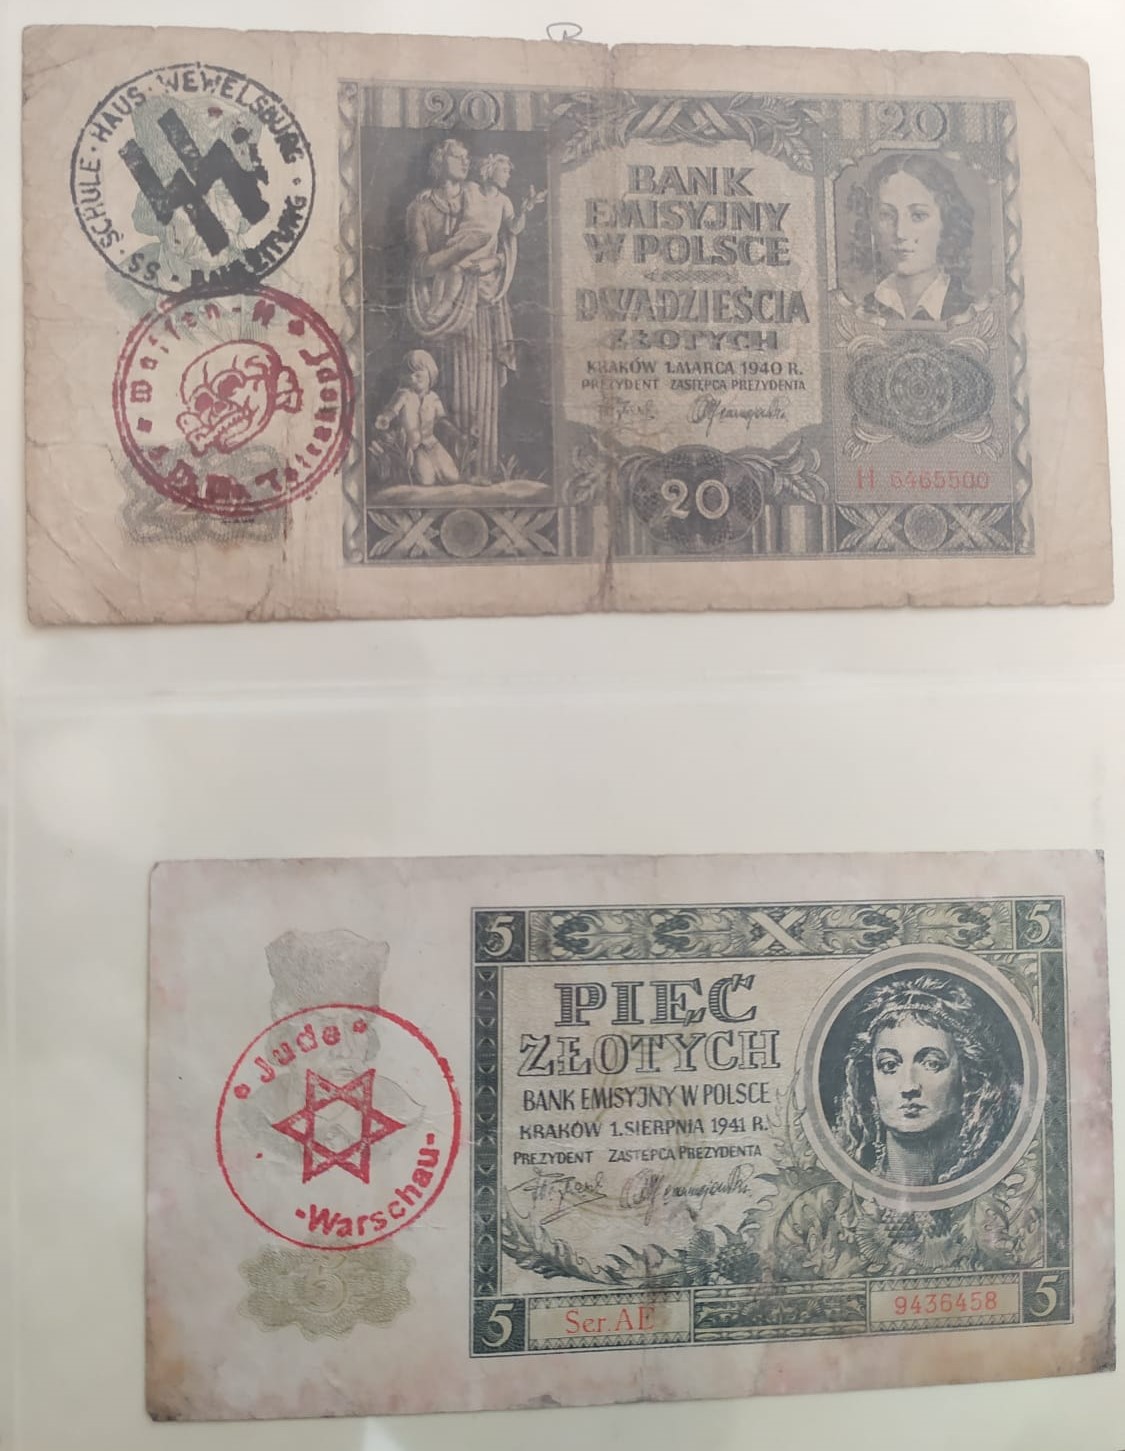 SS · SCHULE · HAUS · WEWELSBURG ·
Waffen-
20 20
BANK
EMISYJNY
W POLSCE
DWADZIEŚCIA
ZŁOTYCH
KRAKÓW 1.MARCA 1940 R.
PREZYDENT ZASTĘPCA PREZYDENTA
H 6465500
20
5 5
PIĘĆ
ZŁOTYCH
BANK EMISYJNY W POLSCE
KRAKÓW 1.SIERPNIA 1941 R.
PREZYDENT ZASTĘPCA PREZYDENTA
• Jude •
•Warschau•
5
5 Ser.AE 9436458 5